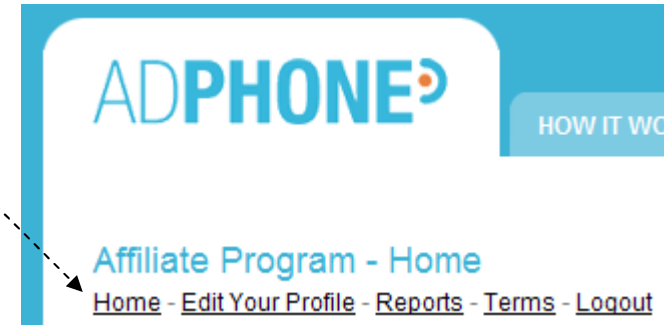 ADPHONE
HOW IT WO
Affiliate Program - Home
Home - Edit Your Profile - Reports - Terms - Logout